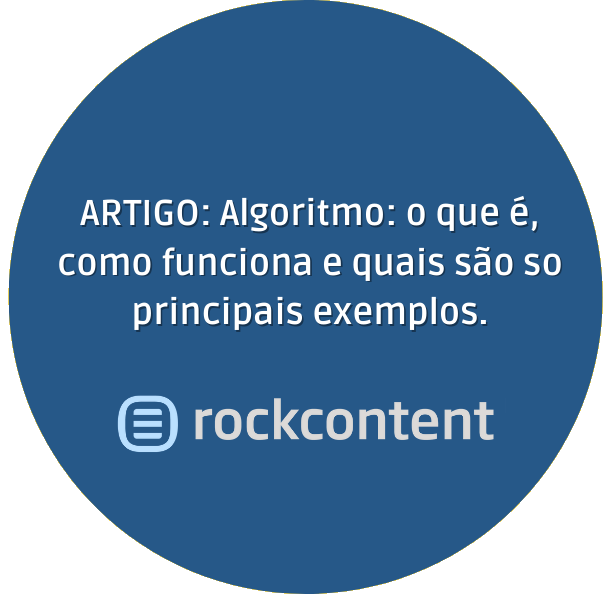 ARTIGO: Algoritmo: o que é,
como funciona e quais são so
principais exemplos.
rockcontent